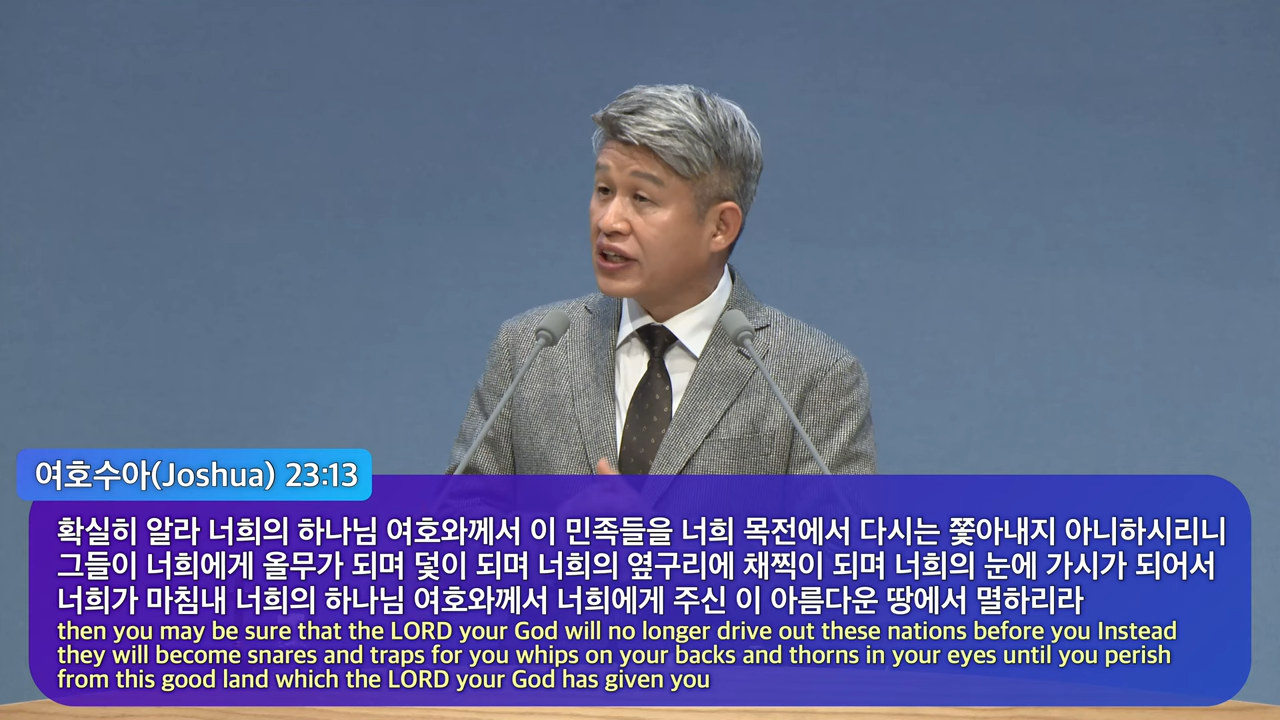 여호수아(Joshua) 23:13
확실히 알라 너희의 하나님 여호와께서 이 민족들을 너희 목전에서 다시는 쫓아내지 아니하시리니
그들이 너희에게 올무가 되며 덫이 되며 너희의 옆구리에 채찍이 되며 너희의 눈에 가시가 되어서
너희가 마침내 너희의 하나님 여호와께서 너희에게 주신 이 아름다운 땅에서 멸하리라
then you may be sure that the LORD your God will no longer drive out these nations before you Instead
they will become snares and traps for you whips on your backs and thorns in your eyes until you perish
from this good land which the LORD your God has given you